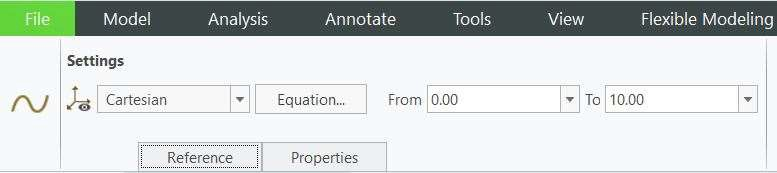 File Model Analysis Annotate Tools View Flexible Modeling
Settings
Cartesian Equation... From 0.00 To 10.00
Reference Properties